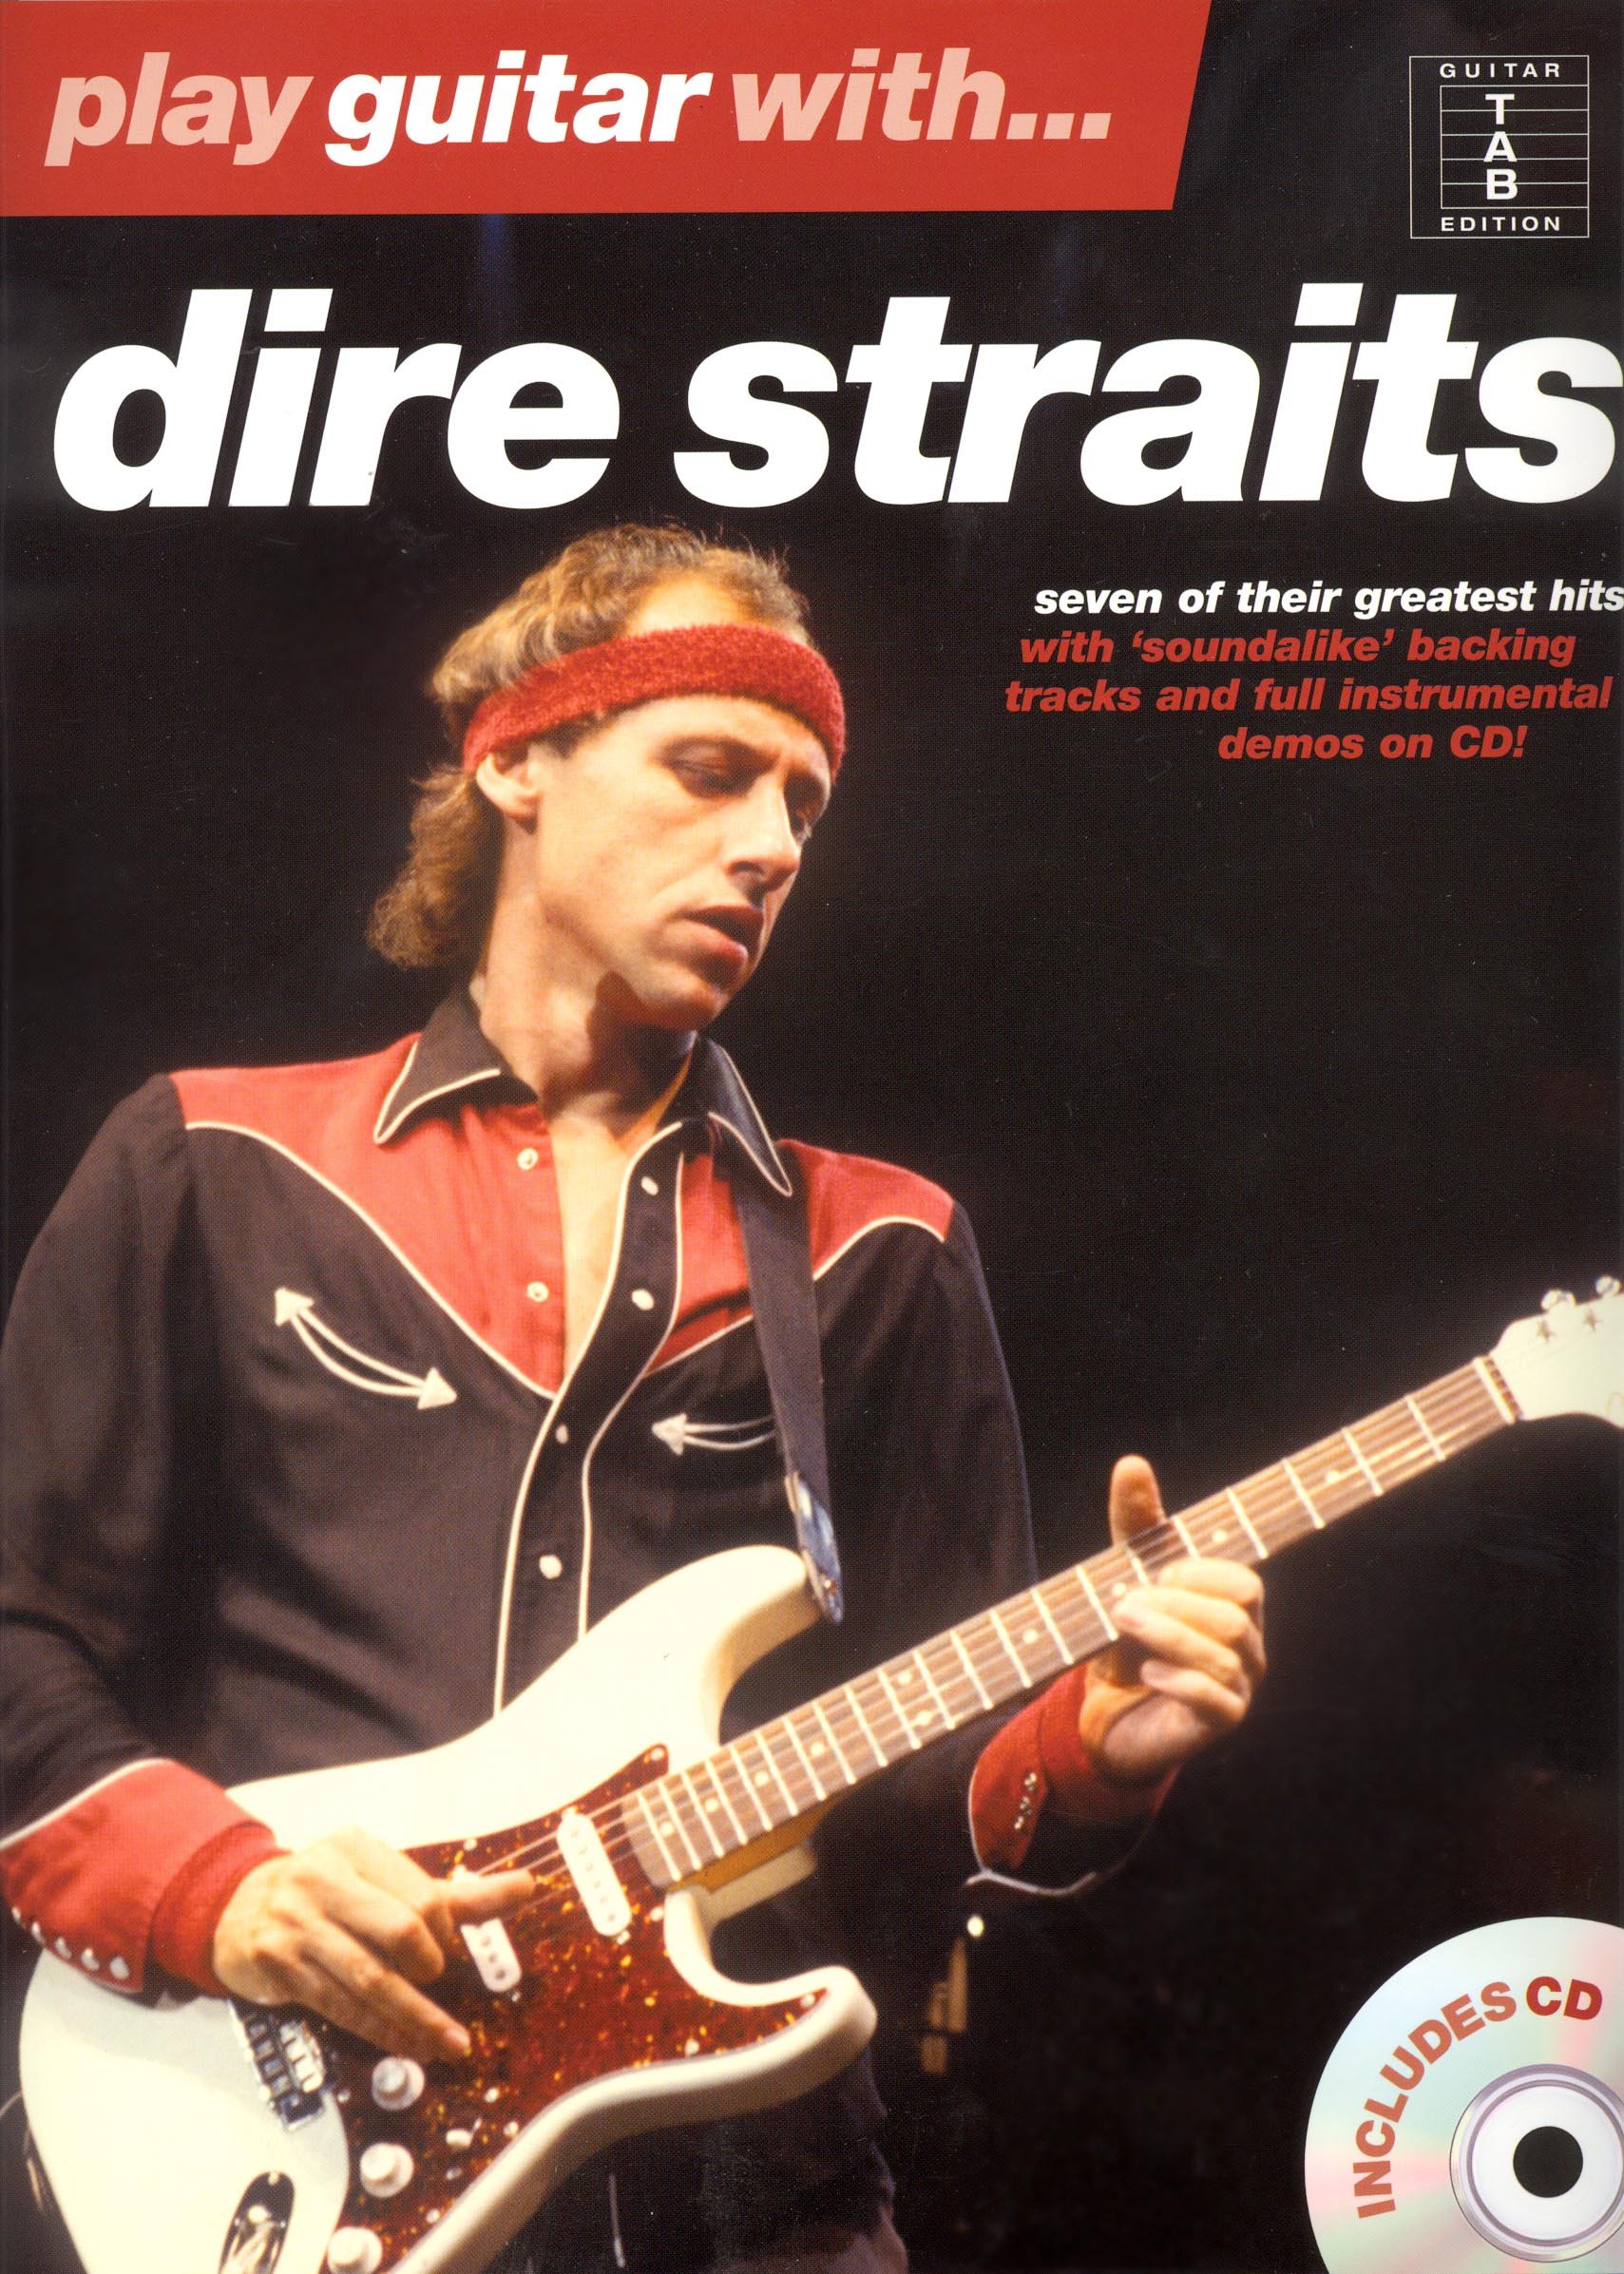 play guitar with...
GUITAR
T
A
B
EDITION
dire straits
seven of their greatest hits
with ‘soundalike’ backing
tracks and full instrumental
demos on CD!
INCLUDES CD